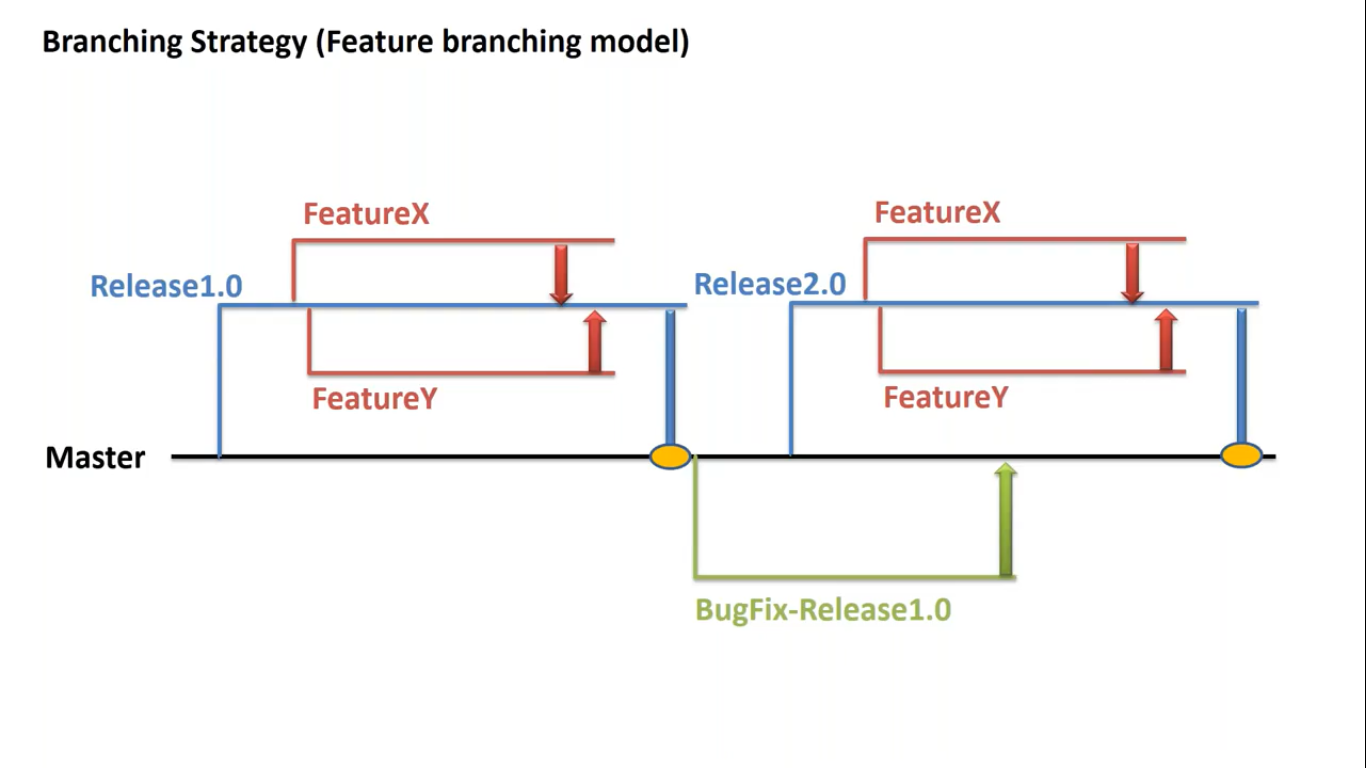 Branching Strategy (Feature branching model)
FeatureX
FeatureX
Release1.0
Release2.0
FeatureY
FeatureY
Master
BugFix-Release1.0